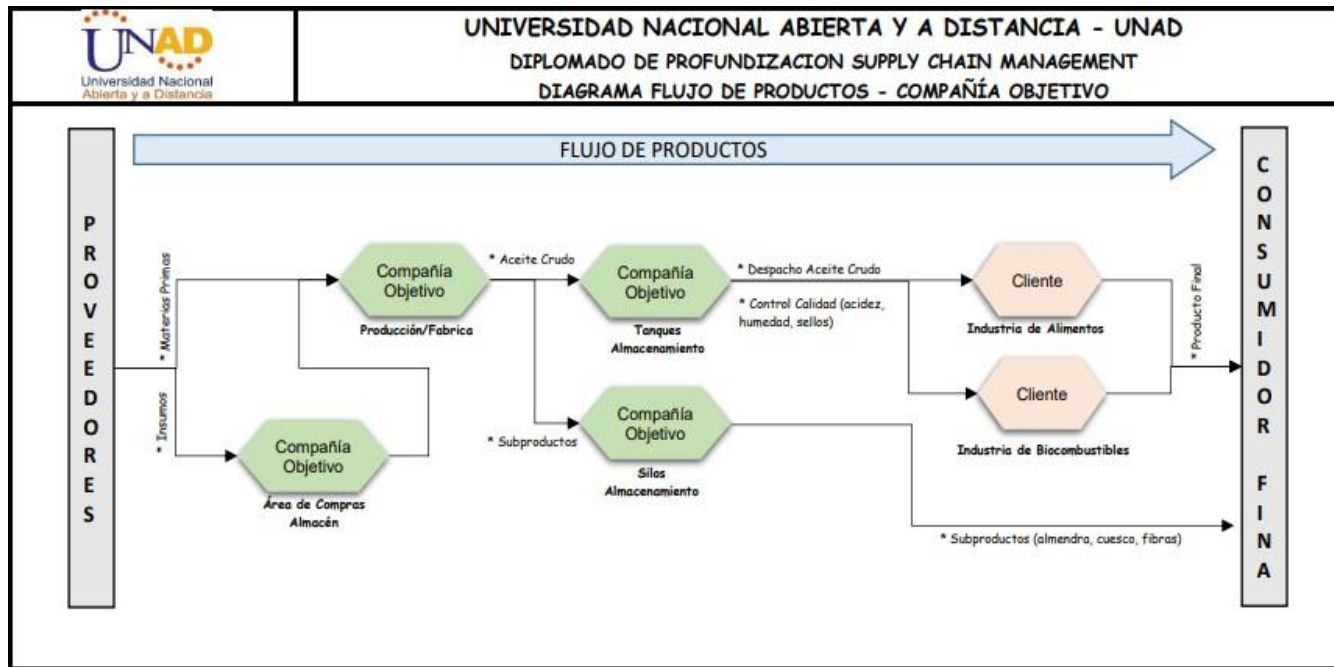 UNAD
Universidad Nacional
Abierta y a Distancia
UNIVERSIDAD NACIONAL ABIERTA Y A DISTANCIA - UNAD
DIPLOMADO DE PROFUNDIZACION SUPPLY CHAIN MANAGEMENT
DIAGRAMA FLUJO DE PRODUCTOS - COMPAÑÍA OBJETIVO
FLUJO DE PRODUCTOS
PROVEEDORES
* Materias Primas
* Insumos
Compañía
Objetivo
Producción/Fabrica
Compañía
Objetivo
Área de Compras
Almacén
* Aceite Crudo
* Subproductos
Compañía
Objetivo
Tanques
Almacenamiento
Compañía
Objetivo
Silos
Almacenamiento
* Despacho Aceite Crudo
* Control Calidad (acidez,
humedad, sellos)
Cliente
Industria de Alimentos
Cliente
Industria de Biocombustibles
* Subproductos (almendra, cuesco, fibras)
* Producto Final
CONSUMIDOR FINA